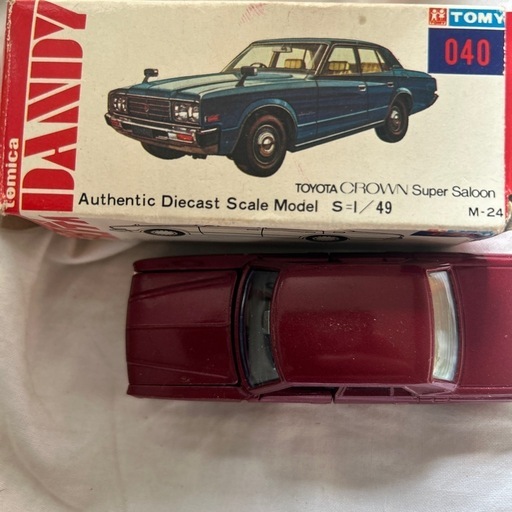 tomica
DANDY
TOMY
040
TOYOTA CROWN Super Saloon
Authentic Diecast Scale Model S=1/49
M-24